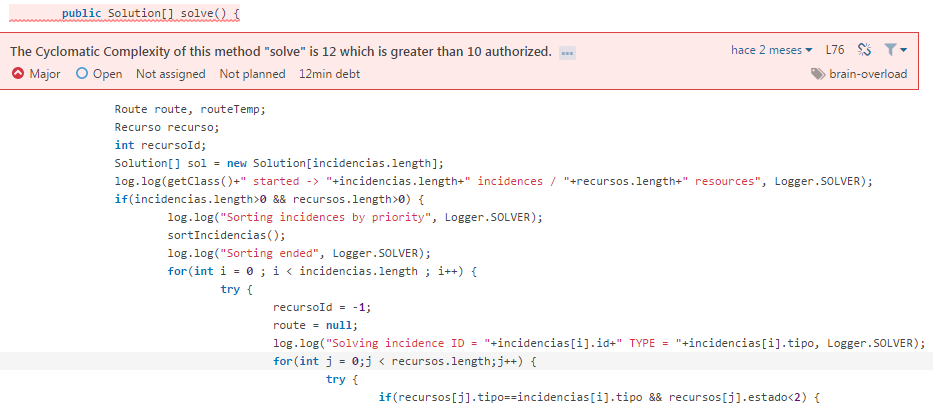 public Solution[] solve() {
The Cyclomatic Complexity of this method "solve" is 12 which is greater than 10 authorized. ... hace 2 meses L76
Major Open Not assigned Not planned 12min debt brain-overload
Route route, routeTemp;
Recurso recurso;
int recursoId;
Solution[] sol = new Solution[incidencias.length];
log.log(getClass()+" started -> "+incidencias.length+" incidences / "+recursos.length+" resources", Logger.SOLVER);
if(incidencias.length>0 && recursos.length>0) {
log.log("Sorting incidences by priority", Logger.SOLVER);
sortIncidencias();
log.log("Sorting ended", Logger.SOLVER);
for(int i = 0 ; i < incidencias.length ; i++) {
try {
recursoId = -1;
route = null;
log.log("Solving incidence ID = "+incidencias[i].id+" TYPE = "+incidencias[i].tipo, Logger.SOLVER);
for(int j = 0;j < recursos.length;j++) {
try {
if(recursos[j].tipo==incidencias[i].tipo && recursos[j].estado<2) {